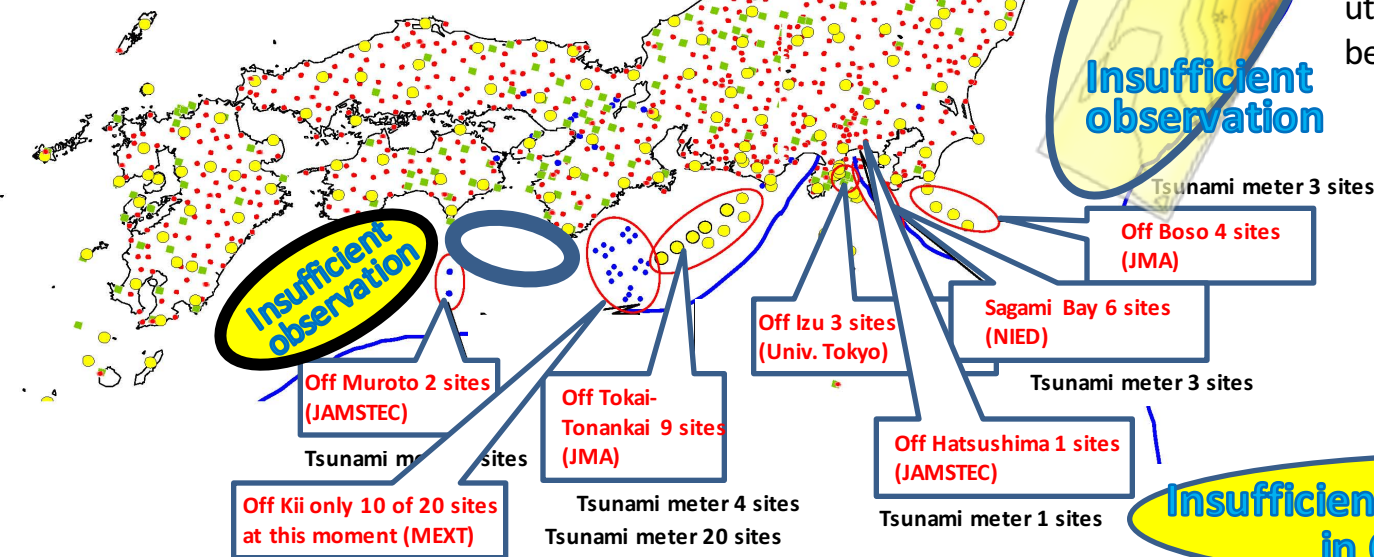 ut
be
Insufficient
observation
Tsunami meter 3 sites
Off Boso 4 sites
(JMA)
Insufficient
observation
Sagami Bay 6 sites
(NIED)
Off Izu 3 sites
(Univ. Tokyo)
Tsunami meter 3 sites
Off Muroto 2 sites
(JAMSTEC)
Off Tokai-
Tonankai 9 sites
(JMA)
Off Hatsushima 1 sites
(JAMSTEC)
Tsunami me sites
Off Kii only 10 of 20 sites
at this moment (MEXT)
Tsunami meter 4 sites
Tsunami meter 20 sites
Tsunami meter 1 sites
Insufficien
in